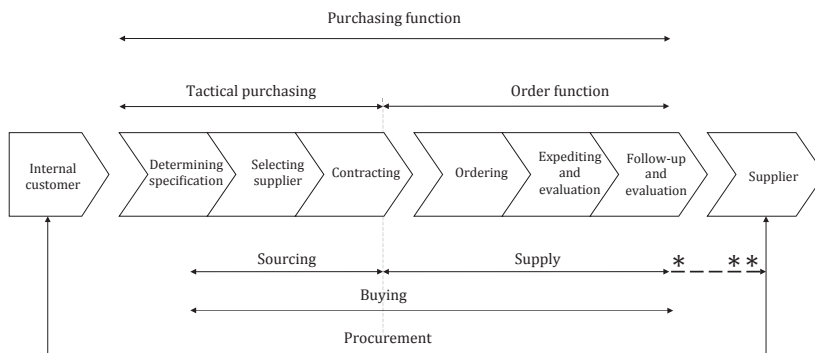 Purchasing function
Tactical purchasing
Order function
Internal
customer
Determining
specification
Selecting
supplier
Contracting
Ordering
Expediting
and
evaluation
Follow-up
and
evaluation
Supplier
Sourcing
Supply
* **
Buying
Procurement